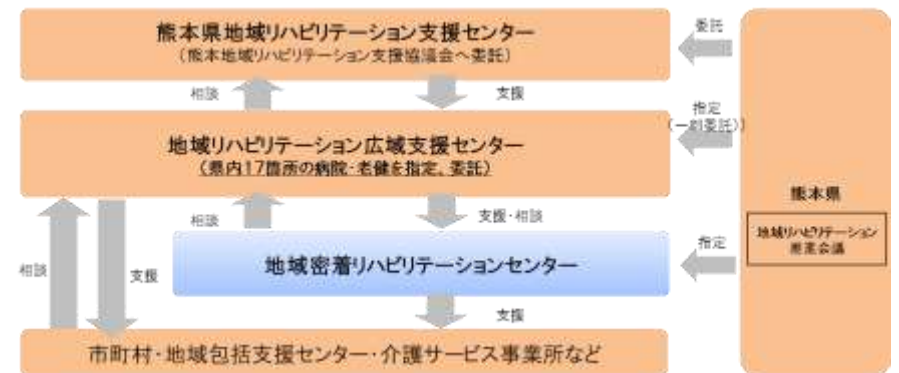 熊本県地域リハビリテーション支援センター
(熊本地域リハビリテーション支援協議会へ委託)
委託
相談
支援
指定
(一部委託)
地域リハビリテーション広域支援センター
(県内17箇所の病院・老健を指定、委託)
熊本県
地域リハビリテーション
推進会議
相談
支援・相談
指定
地域密着リハビリテーションセンター
相談
支援
支援
市町村・地域包括支援センター・介護サービス事業所など